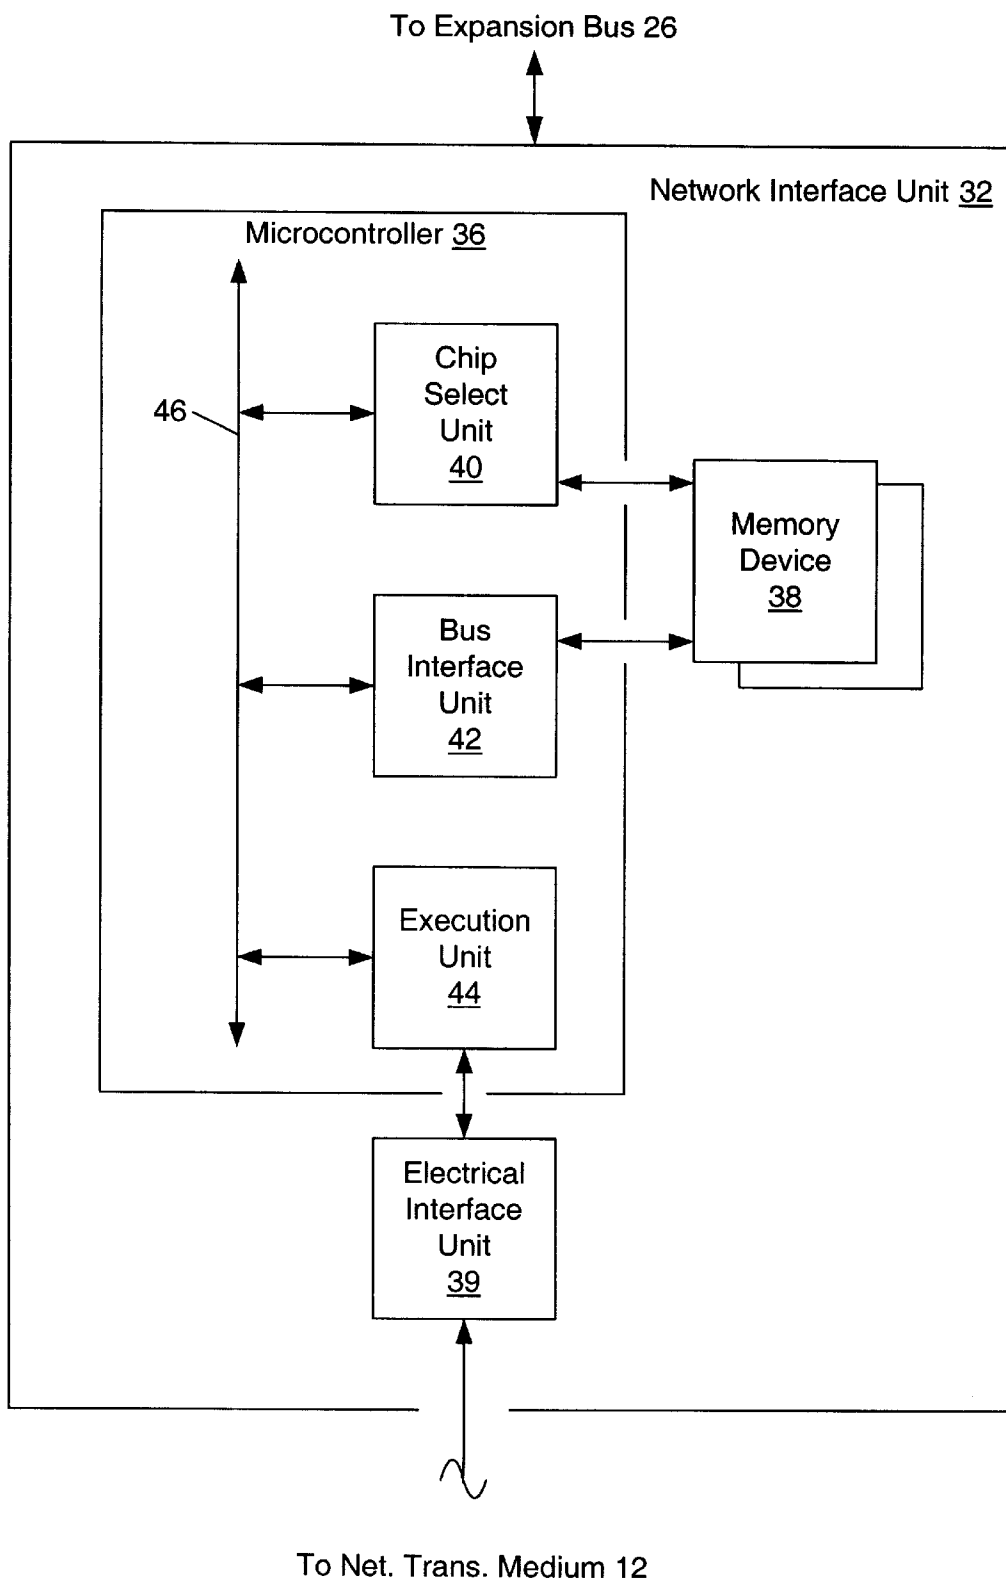 To Expansion Bus 26
Network Interface Unit 32
Microcontroller 36
Chip
Select
Unit
40
46
Memory
Device
38
Bus
Interface
Unit
42
Execution
Unit
44
Electrical
Interface
Unit
39
To Net. Trans. Medium 12